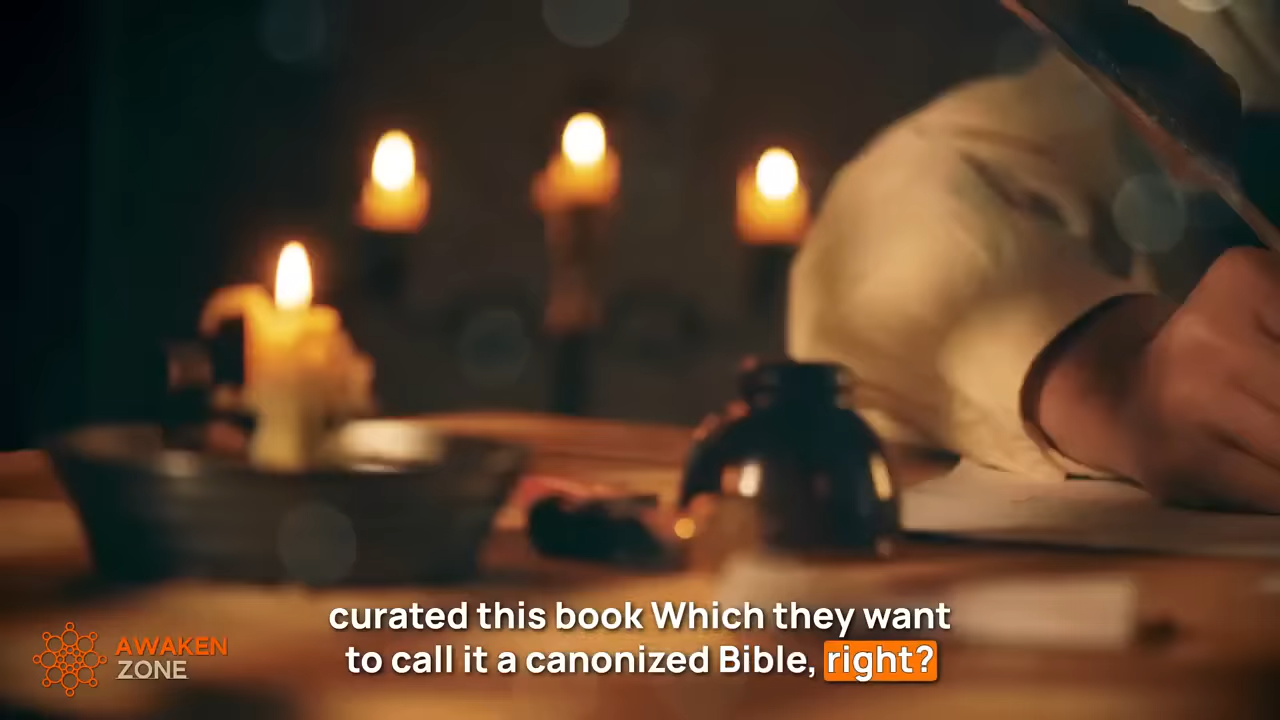 curated this book Which they want
to call it a canonized Bible, right?
AWAKEN
ZONE